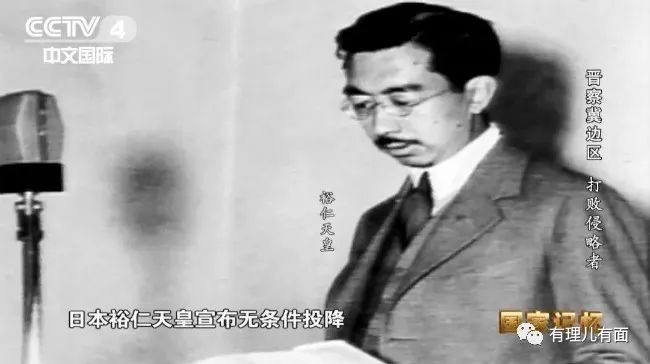 CCTV 4
中文国际
晋察冀边区 打败侵略者
裕仁天皇
日本裕仁天皇宣布无条件投降
国家记忆
有理儿有面